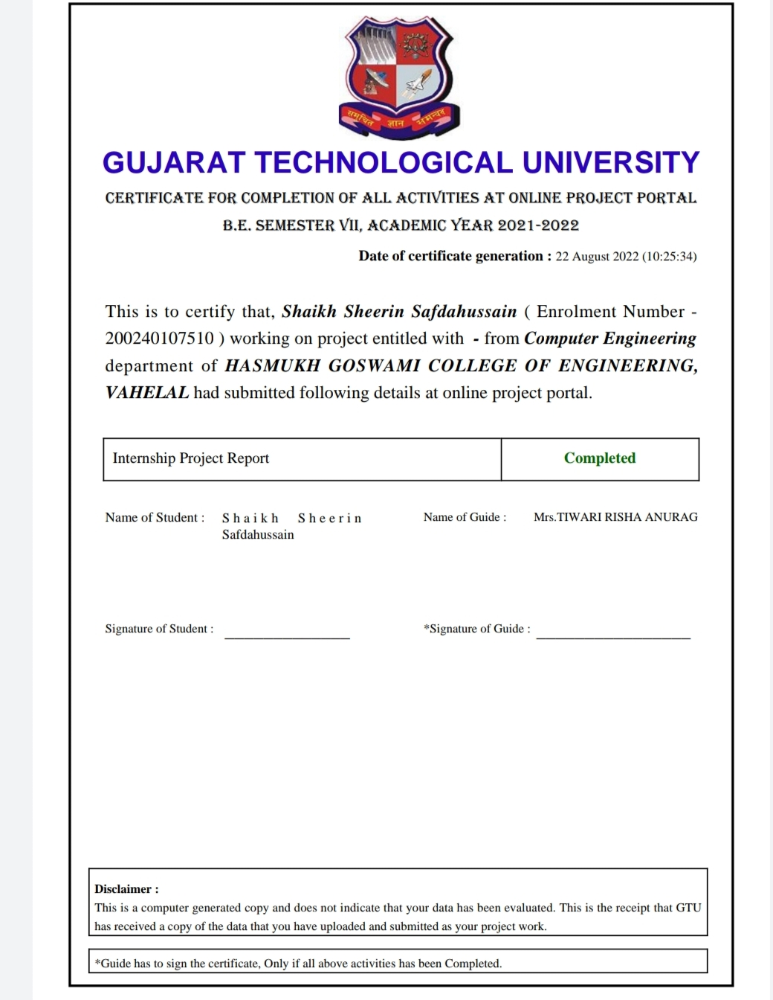 समुचित ज्ञान समन्वय
GUJARAT TECHNOLOGICAL UNIVERSITY
CERTIFICATE FOR COMPLETION OF ALL ACTIVITIES AT ONLINE PROJECT PORTAL
B.E. SEMESTER VII, ACADEMIC YEAR 2021-2022
Date of certificate generation : 22 August 2022 (10:25:34)
This is to certify that, Shaikh Sheerin Safdahussain ( Enrolment Number -
200240107510 ) working on project entitled with - from Computer Engineering
department of HASMUKH GOSWAMI COLLEGE OF ENGINEERING,
VAHELAL had submitted following details at online project portal.
Internship Project Report Completed
Name of Student : Shaikh Sheerin Name of Guide : Mrs.TIWARI RISHA ANURAG
Safdahussain
Signature of Student : *Signature of Guide :
Disclaimer :
This is a computer generated copy and does not indicate that your data has been evaluated. This is the receipt that GTU
has received a copy of the data that you have uploaded and submitted as your project work.
*Guide has to sign the certificate, Only if all above activities has been Completed.